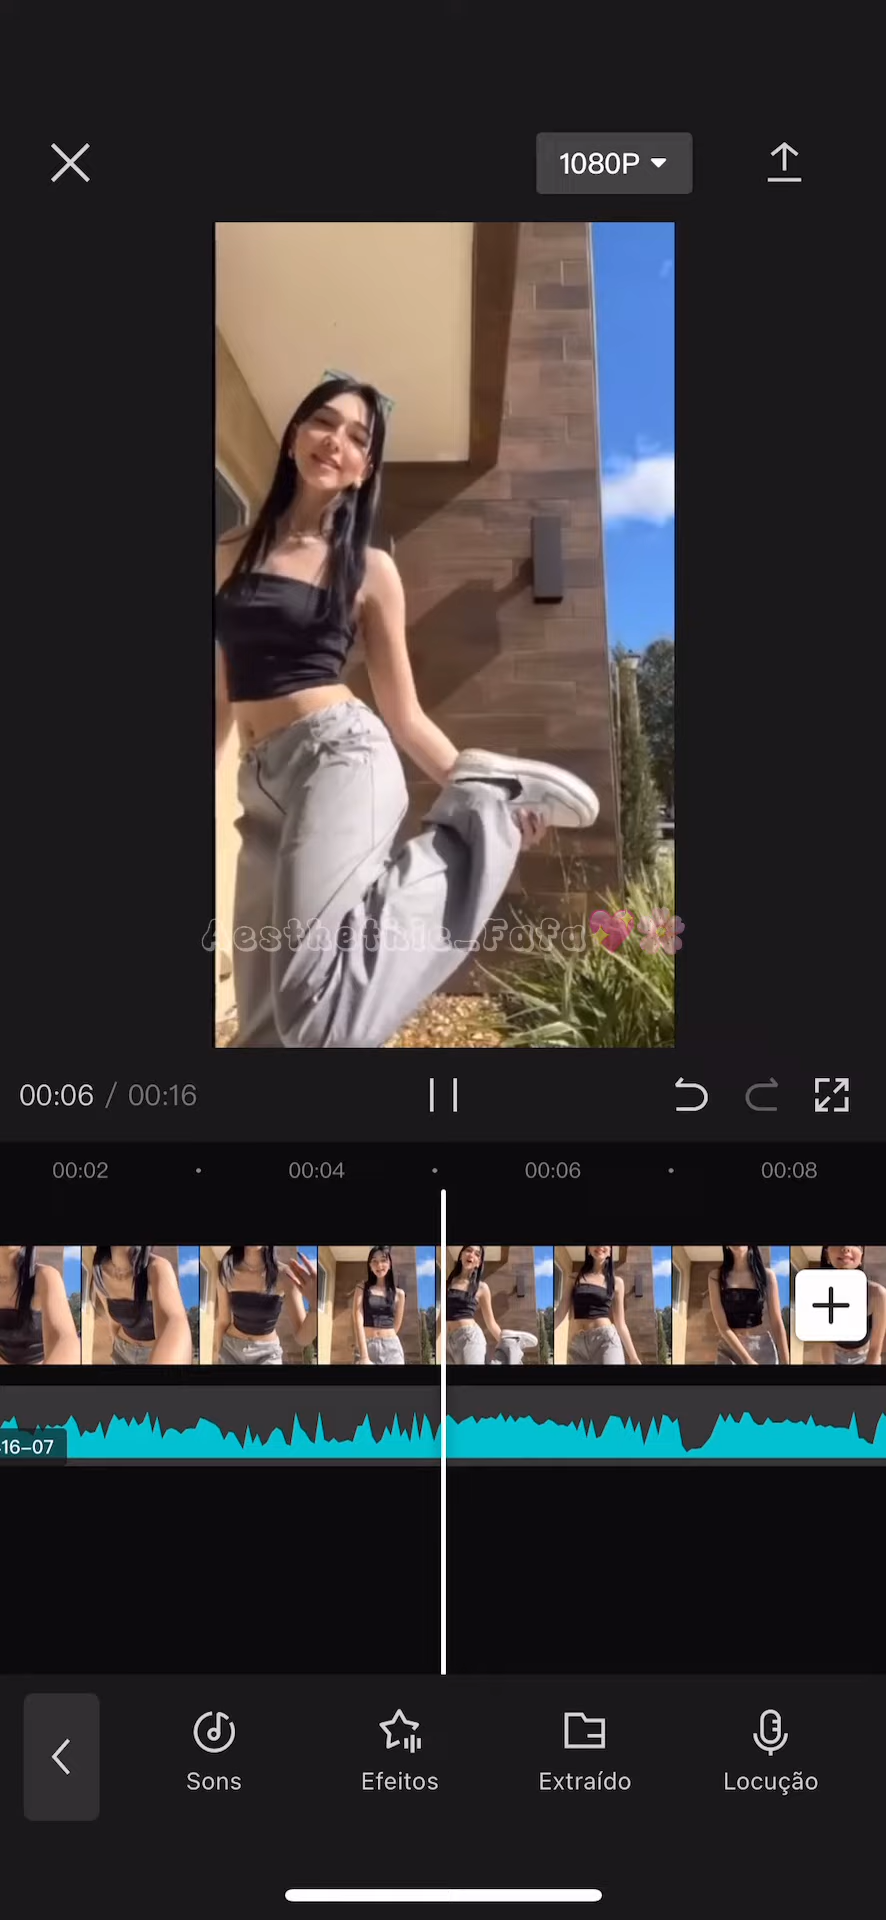 1080P
Aesthethic_Fafa💖🌸
00:06 / 00:16
00:02 00:04 00:06 00:08
16-07
Sons Efeitos Extraído Locução